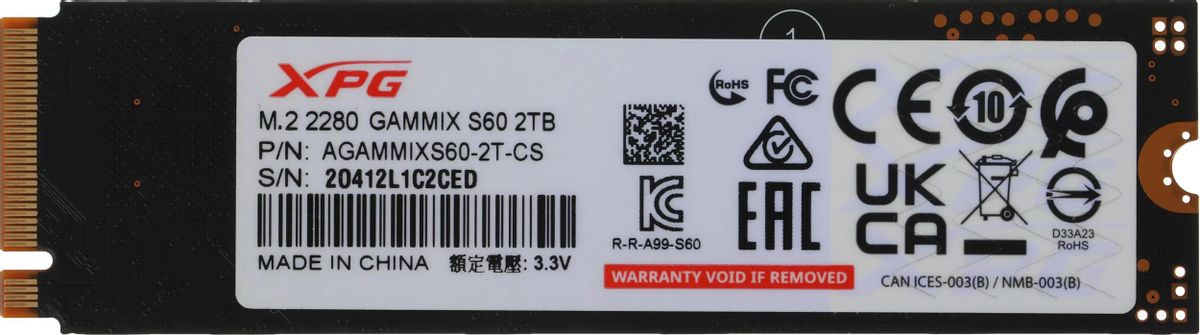 1
XPG
M.2 2280 GAMMIX S60 2TB
P/N: AGAMMIXS60-2T-CS
S/N: 20412L1C2CED
MADE IN CHINA 額定電壓: 3.3V
R-R-A99-S60
WARRANTY VOID IF REMOVED
RoHS
FC
EAC
CE
10
UK
CA
D33A23
RoHS
CAN ICES-003(B) / NMB-003(B)